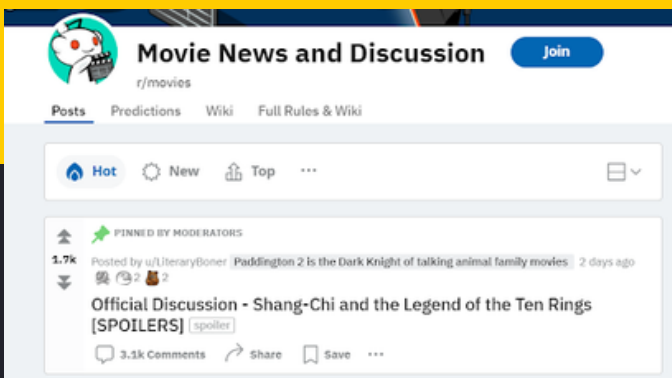 Movie News and Discussion Join
r/movies
Posts Predictions Wiki Full Rules & Wiki
Hot New Top ...
PINNED BY MODERATORS
1.7k Posted by u/LiteraryBoner Paddington 2 is the Dark Knight of talking animal family movies 2 days ago
2 2
Official Discussion - Shang-Chi and the Legend of the Ten Rings
[SPOILERS] spoiler
3.1k Comments Share Save ...